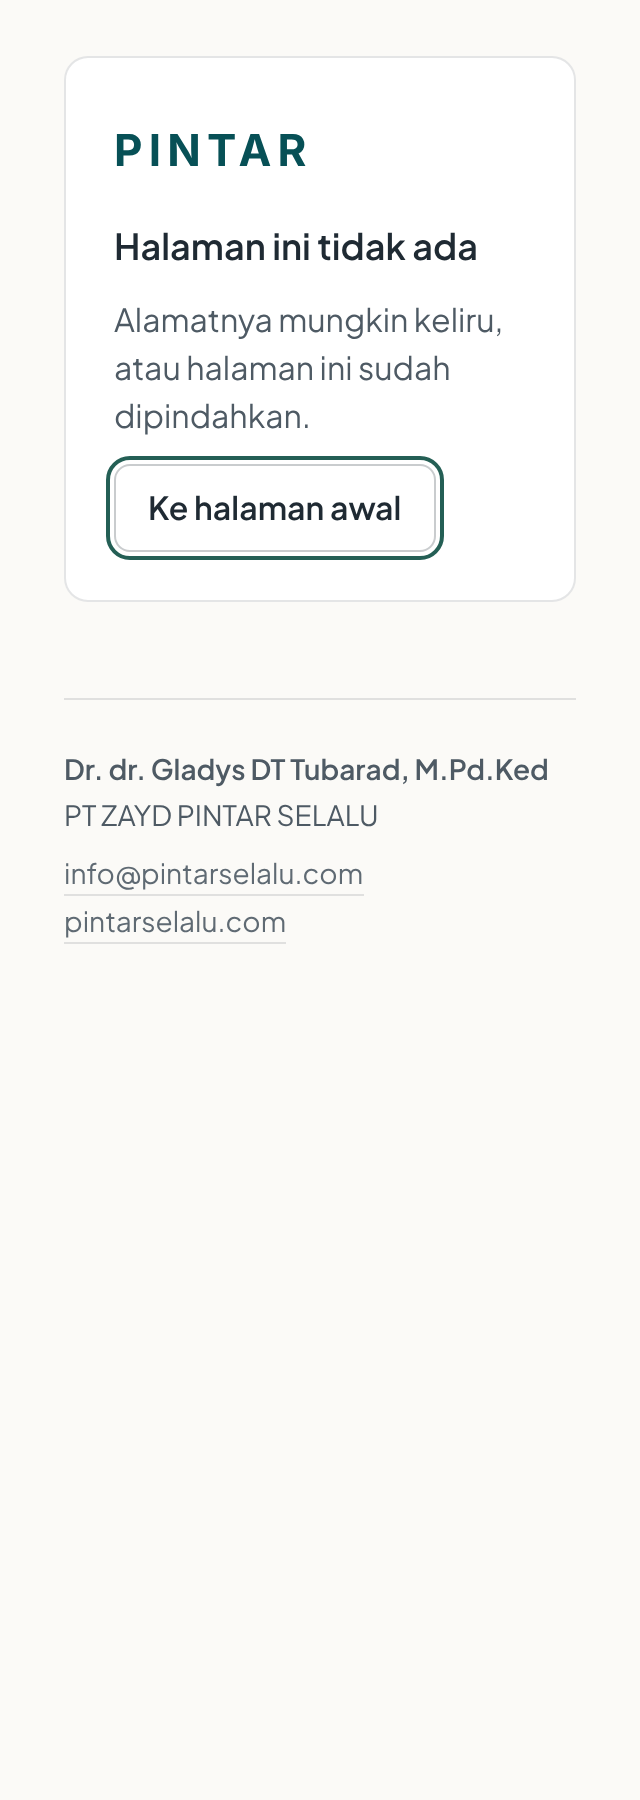 PINTAR
Halaman ini tidak ada
Alamatnya mungkin keliru,
atau halaman ini sudah
dipindahkan.
Ke halaman awal
Dr. dr. Gladys DT Tubarad, M.Pd.Ked
PT ZAYD PINTAR SELALU
info@pintarselalu.com
pintarselalu.com